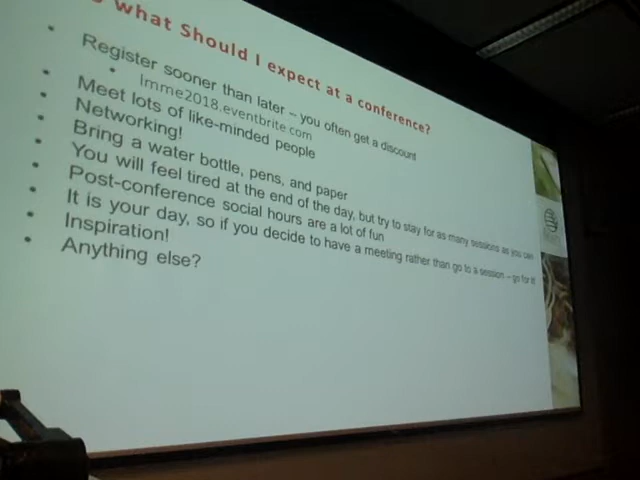 what Should I expect at a conference?
Register sooner than later – you often get a discount
lmme2018.eventbrite.com
Meet lots of like-minded people
Networking!
Bring a water bottle, pens, and paper
You will feel tired at the end of the day, but try to stay for as many sessions as you can
Post-conference social hours are a lot of fun
It is your day, so if you decide to have a meeting rather than go to a session – go for it!
Inspiration!
Anything else?